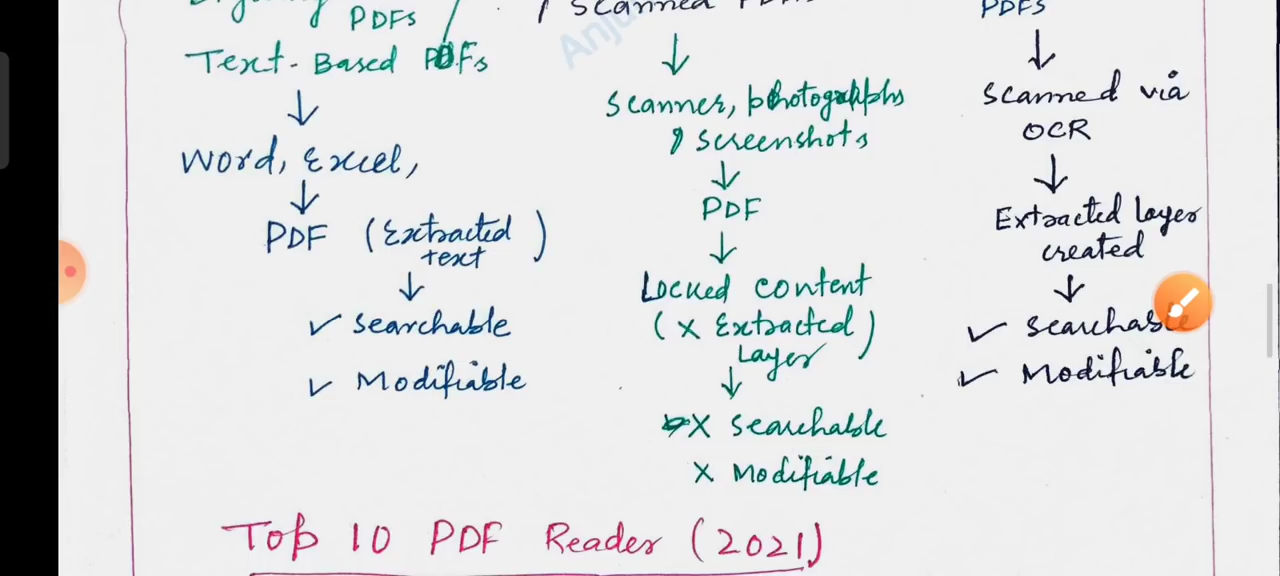 PDFs
Text-Based PDFs
Word, Excel,
PDF (Extracted
text)
✓ Searchable
✓ Modifiable
Scanned
Scanner, photographs
, screenshots
PDF
Locked content
(X Extracted)
Layer
X Searchable
X Modifiable
PDFs
Scanned via
OCR
Extracted Layer
created
✓ Searchable
✓ Modifiable
Top 10 PDF Reader (2021)